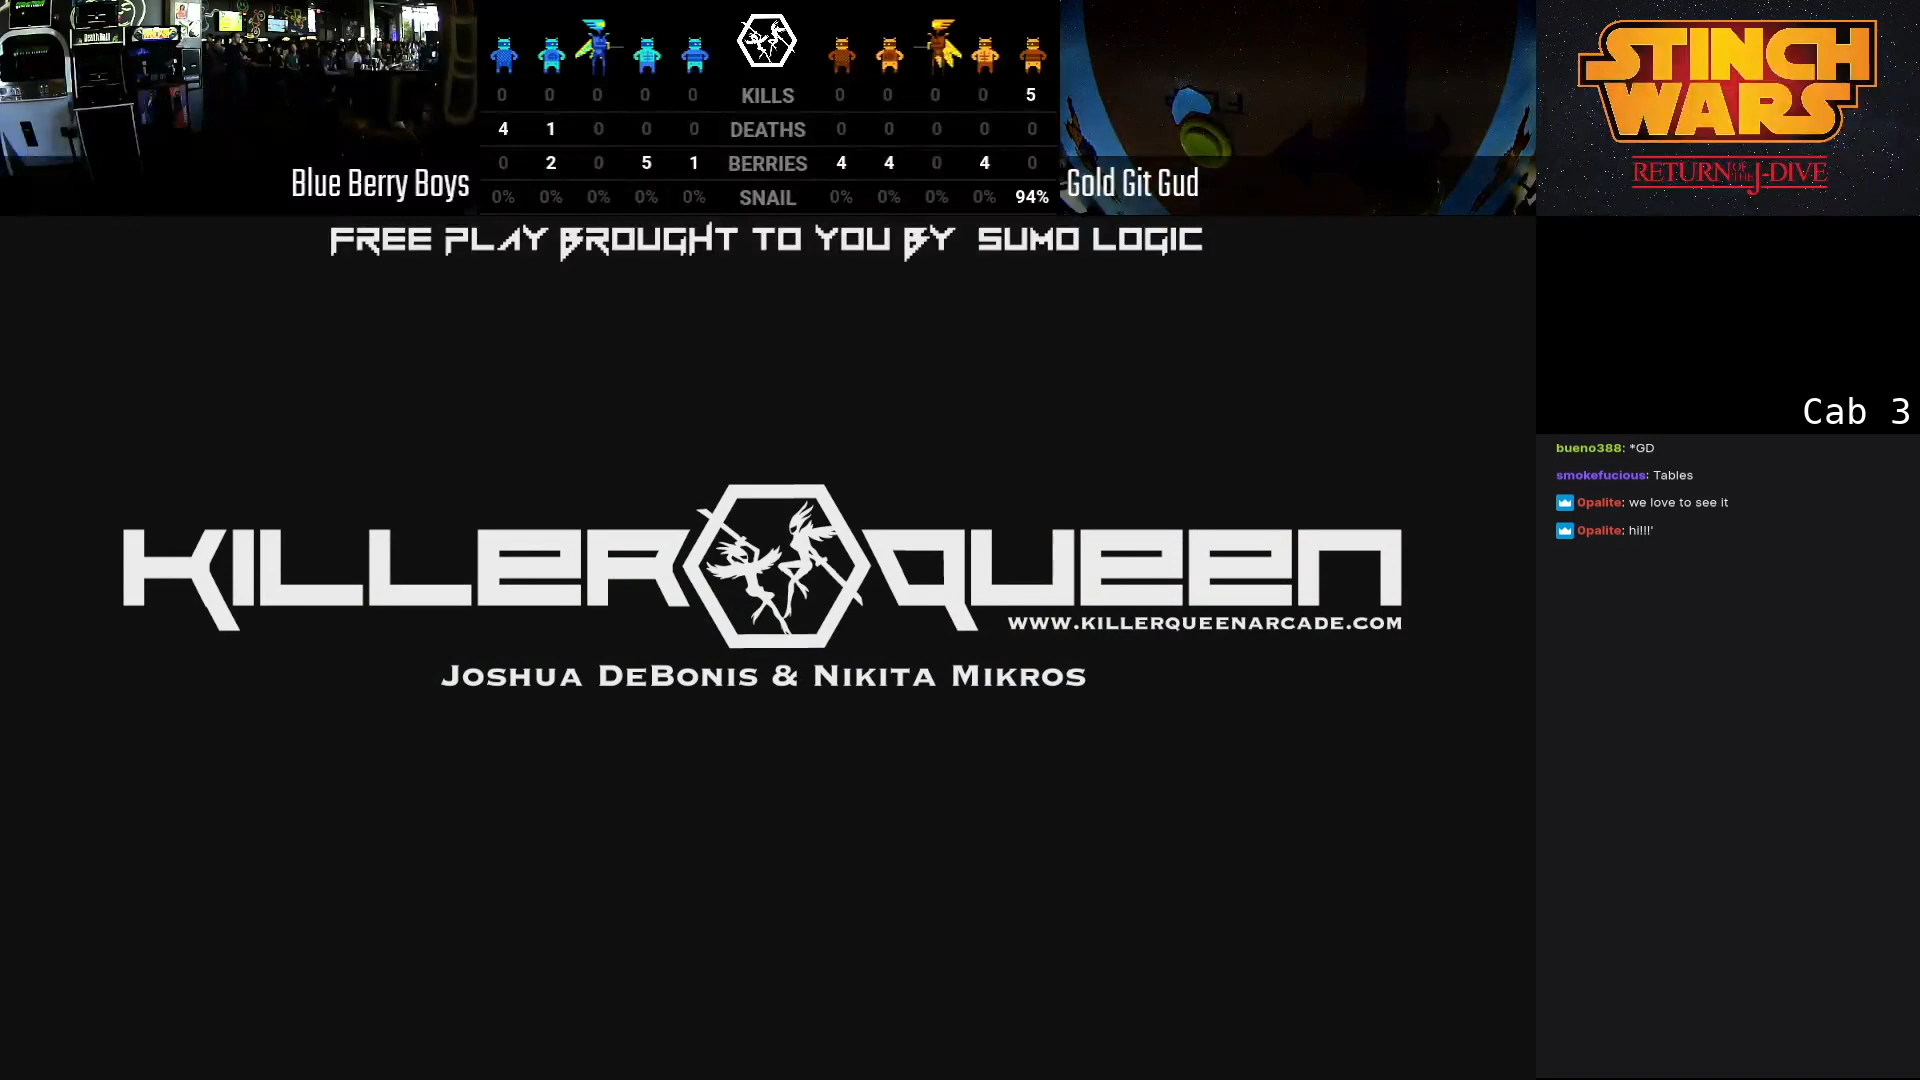 Blue Berry Boys
0 0 0 0 0 KILLS 0 0 0 0 5
4 1 0 0 0 DEATHS 0 0 0 0 0
0 2 0 5 1 BERRIES 4 4 0 4 0
0% 0% 0% 0% 0% SNAIL 0% 0% 0% 0% 94%
Gold Git Gud
STINCH
WARS
RETURN OF THE J-DIVE
FREE PLAY BROUGHT TO YOU BY SUMO LOGIC
Cab 3
bueno388: *GD
smokefucious: Tables
Opalite: we love to see it
Opalite: hi!!!'
KILLER QUEEN
WWW.KILLERQUEENARCADE.COM
JOSHUA DEBONIS & NIKITA MIKROS